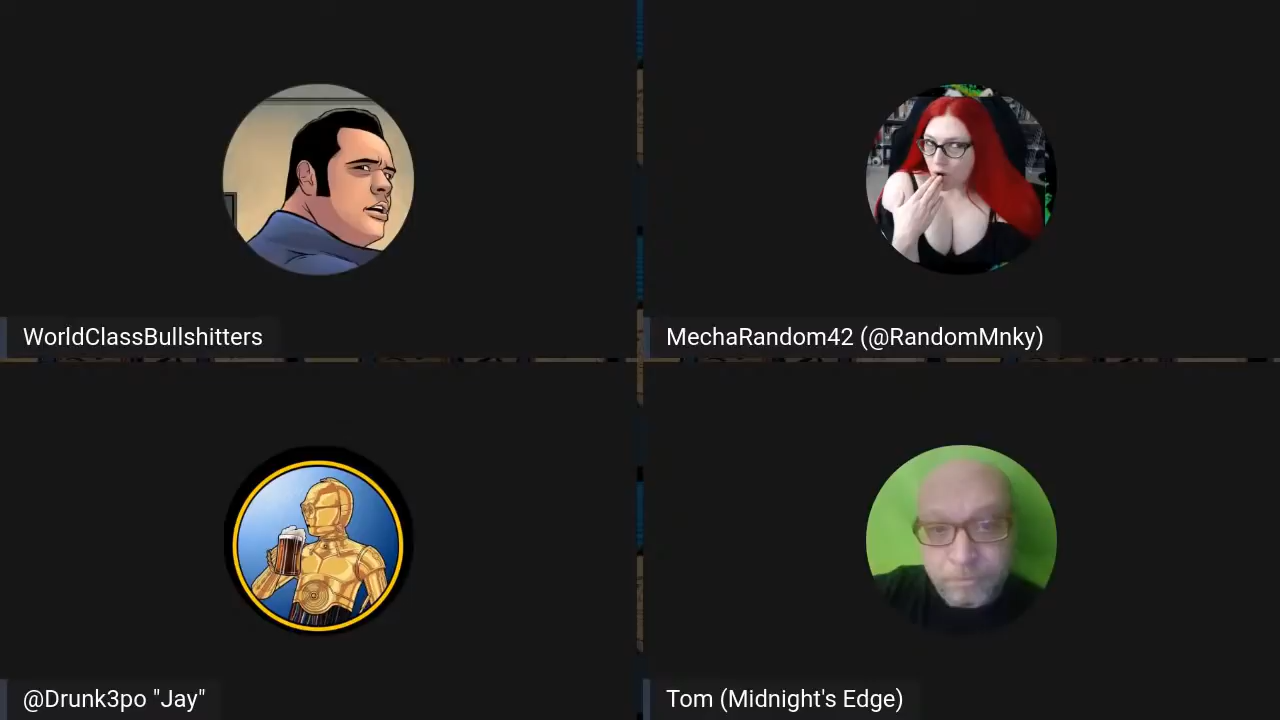 WorldClassBullshitters
MechaRandom42 (@RandomMnky)
@Drunk3po "Jay"
Tom (Midnight's Edge)